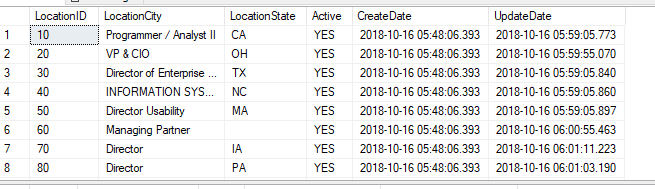 LocationID LocationCity LocationState Active CreateDate UpdateDate
1 10 Programmer / Analyst II CA YES 2018-10-16 05:48:06.393 2018-10-16 05:59:05.773
2 20 VP & CIO OH YES 2018-10-16 05:48:06.393 2018-10-16 05:59:55.070
3 30 Director of Enterprise ... TX YES 2018-10-16 05:48:06.393 2018-10-16 05:59:05.840
4 40 INFORMATION SYS... NC YES 2018-10-16 05:48:06.393 2018-10-16 05:59:05.860
5 50 Director Usability MA YES 2018-10-16 05:48:06.393 2018-10-16 05:59:05.897
6 60 Managing Partner YES 2018-10-16 05:48:06.393 2018-10-16 06:00:55.463
7 70 Director IA YES 2018-10-16 05:48:06.393 2018-10-16 06:01:11.223
8 80 Director PA YES 2018-10-16 05:48:06.393 2018-10-16 06:01:03.190